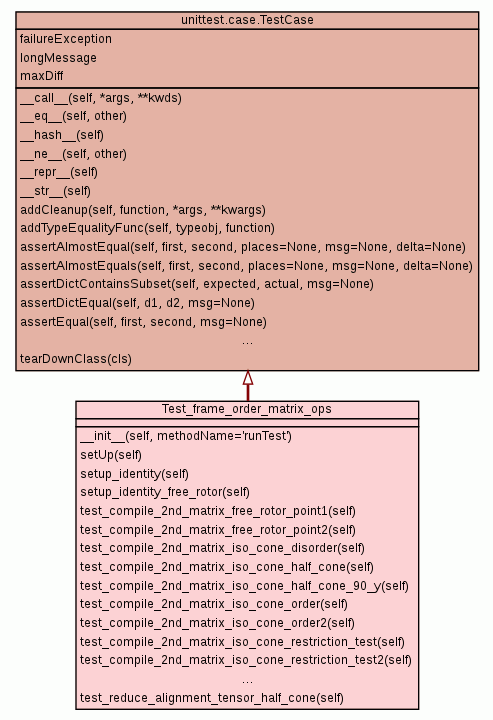 unittest.case.TestCase
failureException
longMessage
maxDiff
__call__(self, *args, **kwds)
__eq__(self, other)
__hash__(self)
__ne__(self, other)
__repr__(self)
__str__(self)
addCleanup(self, function, *args, **kwargs)
addTypeEqualityFunc(self, typeobj, function)
assertAlmostEqual(self, first, second, places=None, msg=None, delta=None)
assertAlmostEquals(self, first, second, places=None, msg=None, delta=None)
assertDictContainsSubset(self, expected, actual, msg=None)
assertDictEqual(self, d1, d2, msg=None)
assertEqual(self, first, second, msg=None)
...
tearDownClass(cls)
Test_frame_order_matrix_ops
__init__(self, methodName='runTest')
setUp(self)
setup_identity(self)
setup_identity_free_rotor(self)
test_compile_2nd_matrix_free_rotor_point1(self)
test_compile_2nd_matrix_free_rotor_point2(self)
test_compile_2nd_matrix_iso_cone_disorder(self)
test_compile_2nd_matrix_iso_cone_half_cone(self)
test_compile_2nd_matrix_iso_cone_half_cone_90_y(self)
test_compile_2nd_matrix_iso_cone_order(self)
test_compile_2nd_matrix_iso_cone_order2(self)
test_compile_2nd_matrix_iso_cone_restriction_test(self)
test_compile_2nd_matrix_iso_cone_restriction_test2(self)
...
test_reduce_alignment_tensor_half_cone(self)